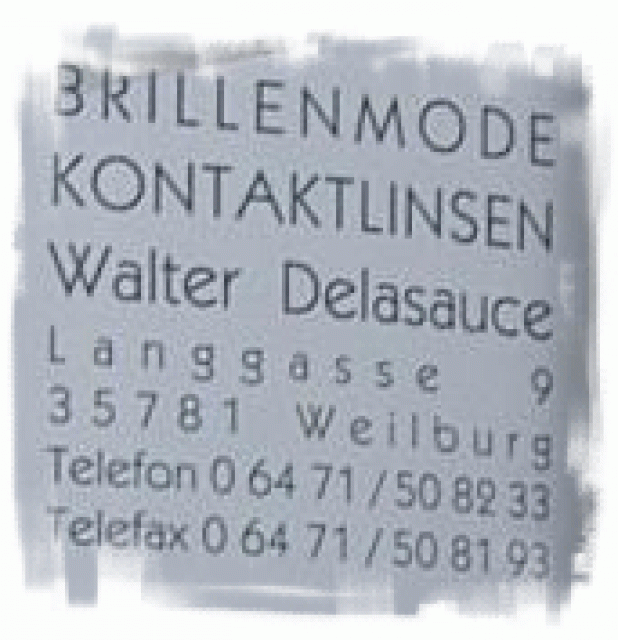 BRILLENMODE
KONTAKTLINSEN
Walter Delasauce
Langgasse 9
35781 Weilburg
Telefon 0 64 71 / 50 82 33
Telefax 0 64 71 / 50 81 93